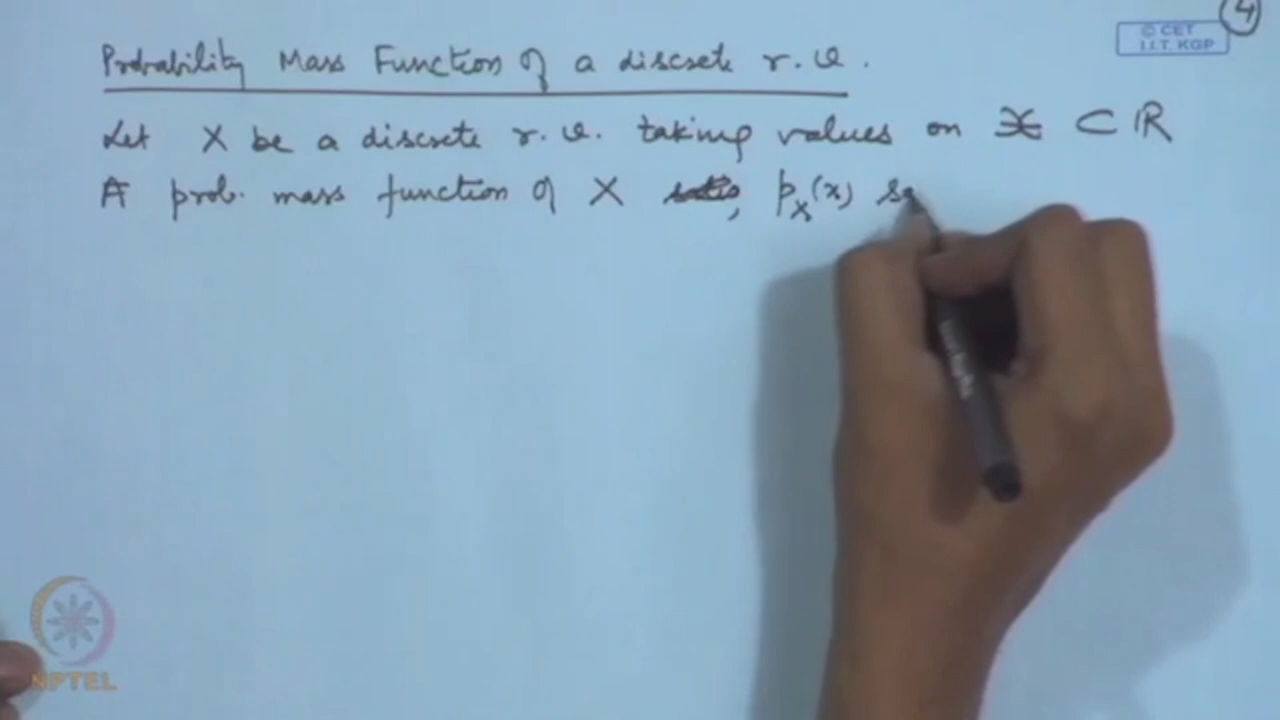 4
© CET
I.I.T. KGP
Probability Mass Function of a discrete r.v.
Let X be a discrete r.v. taking values on 𝒳 ⊂ ℝ
A prob. mass function of X , p_X(x)
NPTEL